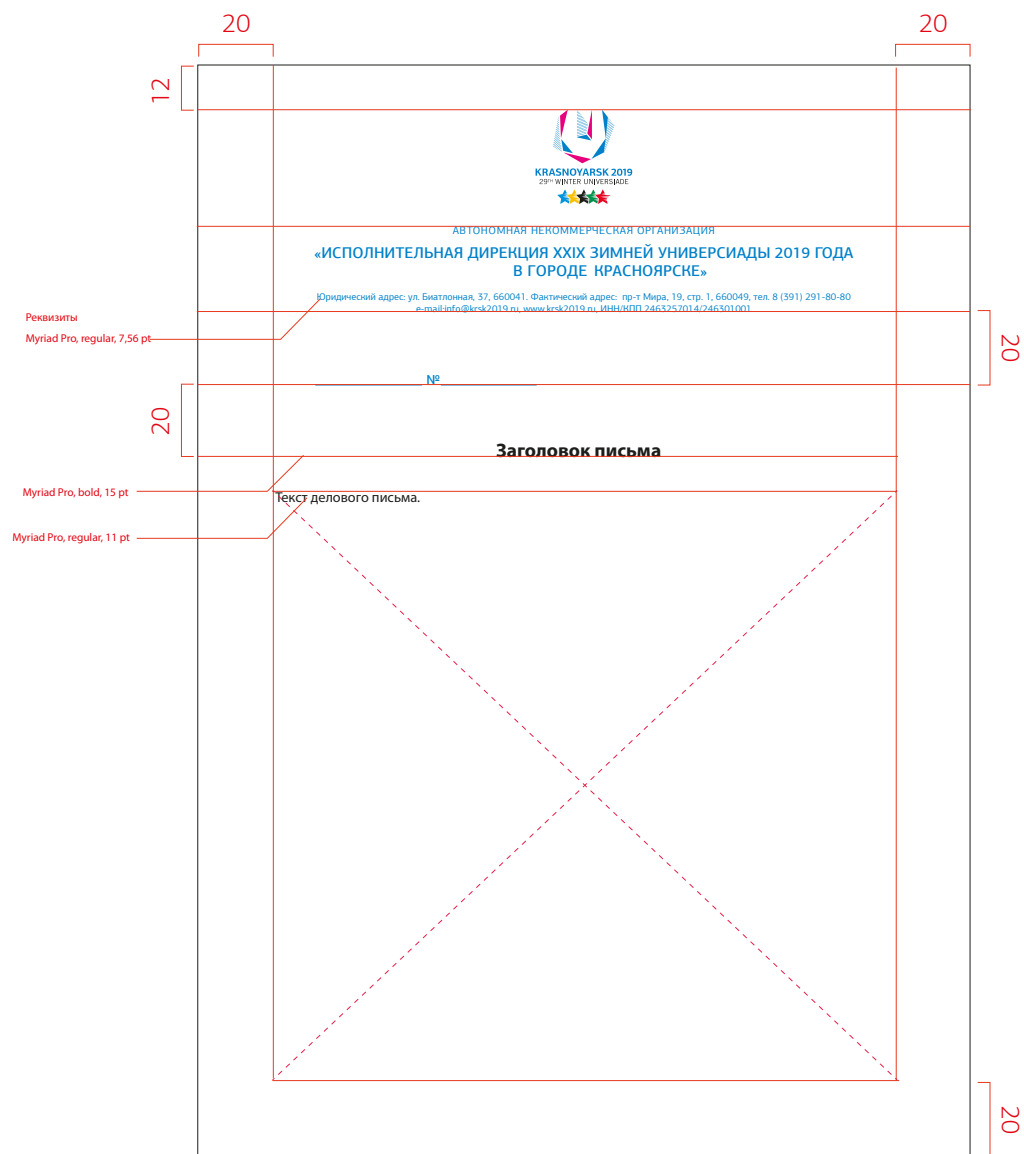 20
20
12
KRASNOYARSK 2019
29TH WINTER UNIVERSIADE
АВТОНОМНАЯ НЕКОММЕРЧЕСКАЯ ОРГАНИЗАЦИЯ
«ИСПОЛНИТЕЛЬНАЯ ДИРЕКЦИЯ XXIX ЗИМНЕЙ УНИВЕРСИАДЫ 2019 ГОДА
В ГОРОДЕ КРАСНОЯРСКЕ»
Юридический адрес: ул. Биатлонная, 37, 660041. Фактический адрес: пр-т Мира, 19, стр. 1, 660049, тел. 8 (391) 291-80-80
e-mail:info@krsk2019.ru, www.krsk2019.ru, ИНН/КПП 2463257014/246301001
Реквизиты
Myriad Pro, regular, 7,56 pt
20
№
20
Заголовок письма
Myriad Pro, bold, 15 pt
Текст делового письма.
Myriad Pro, regular, 11 pt
20